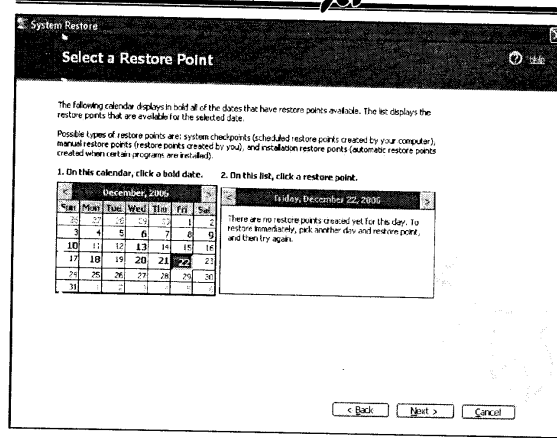 System Restore
Select a Restore Point
Help
The following calendar displays in bold all of the dates that have restore points available. The list displays the
restore points that are available for the selected date.
Possible types of restore points are: system checkpoints (scheduled restore points created by your computer),
manual restore points (restore points created by you), and installation restore points (automatic restore points
created when certain programs are installed).
1. On this calendar, click a bold date.
2. On this list, click a restore point.
< December, 2006
< Friday, December 22, 2006 >
Sun Mon Tue Wed Thu Fri Sat
26 27 28 29 30 1 2
3 4 5 6 7 8 9
10 11 12 13 14 15 16
17 18 19 20 21 22 23
24 25 26 27 28 29 30
31
There are no restore points created yet for this day. To
restore immediately, pick another day and restore point,
and then try again.
< Back Next > Cancel